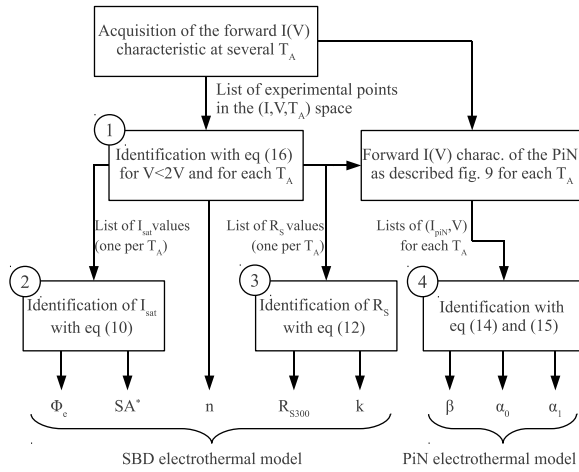 Acquisition of the forward I(V)
characteristic at several T_A
List of experimental points
in the (I,V,T_A) space
1
Identification with eq (16)
for V<2V and for each T_A
Forward I(V) charac. of the PiN
as described fig. 9 for each T_A
List of I_sat values
(one per T_A)
List of R_S values
(one per T_A)
Lists of (I_piN,V)
for each T_A
2
Identification of I_sat
with eq (10)
3
Identification of R_S
with eq (12)
4
Identification with
eq (14) and (15)
Φ_e SA* n R_S300 k β α_0 α_1
SBD electrothermal model
PiN electrothermal model